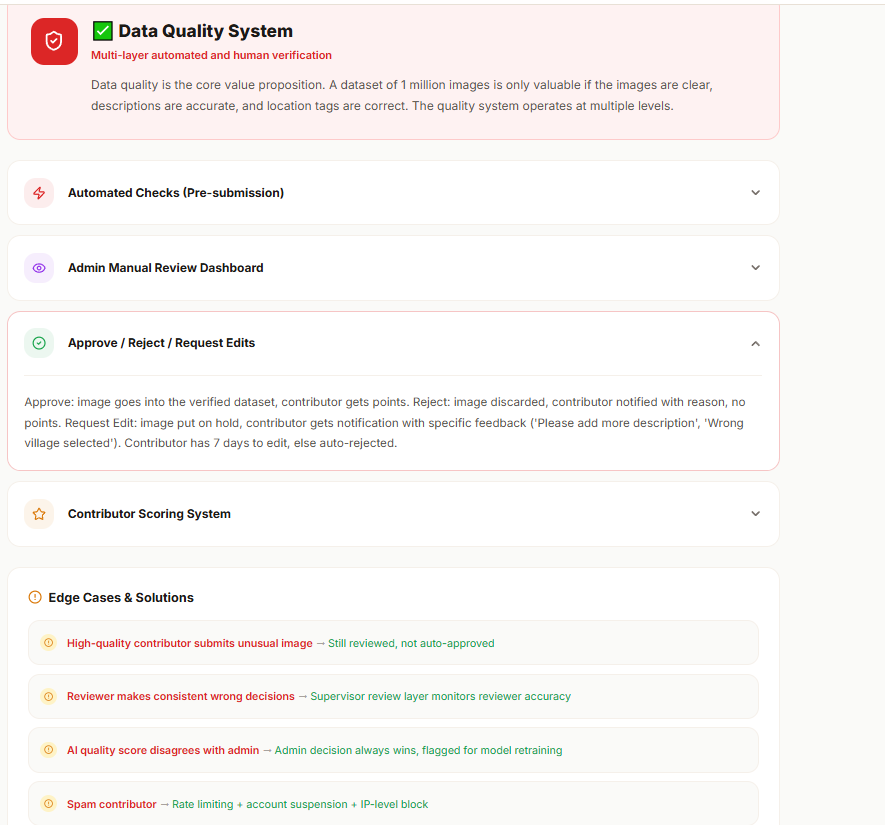 ✅ Data Quality System
Multi-layer automated and human verification
Data quality is the core value proposition. A dataset of 1 million images is only valuable if the images are clear,
descriptions are accurate, and location tags are correct. The quality system operates at multiple levels.
Automated Checks (Pre-submission)
Admin Manual Review Dashboard
Approve / Reject / Request Edits
Approve: image goes into the verified dataset, contributor gets points. Reject: image discarded, contributor notified with reason, no
points. Request Edit: image put on hold, contributor gets notification with specific feedback ('Please add more description', 'Wrong
village selected'). Contributor has 7 days to edit, else auto-rejected.
Contributor Scoring System
Edge Cases & Solutions
High-quality contributor submits unusual image → Still reviewed, not auto-approved
Reviewer makes consistent wrong decisions → Supervisor review layer monitors reviewer accuracy
AI quality score disagrees with admin → Admin decision always wins, flagged for model retraining
Spam contributor → Rate limiting + account suspension + IP-level block